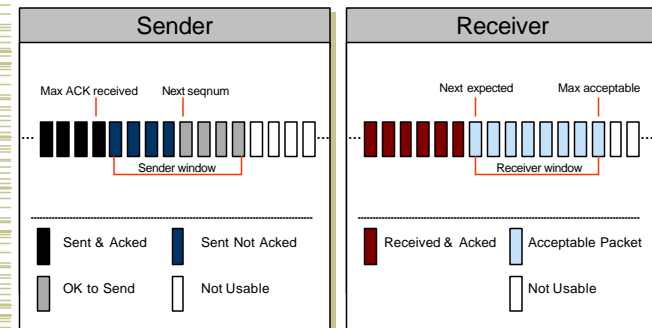 Sender
Max ACK received
Next seqnum
...
...
Sender window
Sent & Acked
Sent Not Acked
OK to Send
Not Usable
Receiver
Next expected
Max acceptable
...
...
Receiver window
Received & Acked
Acceptable Packet
Not Usable